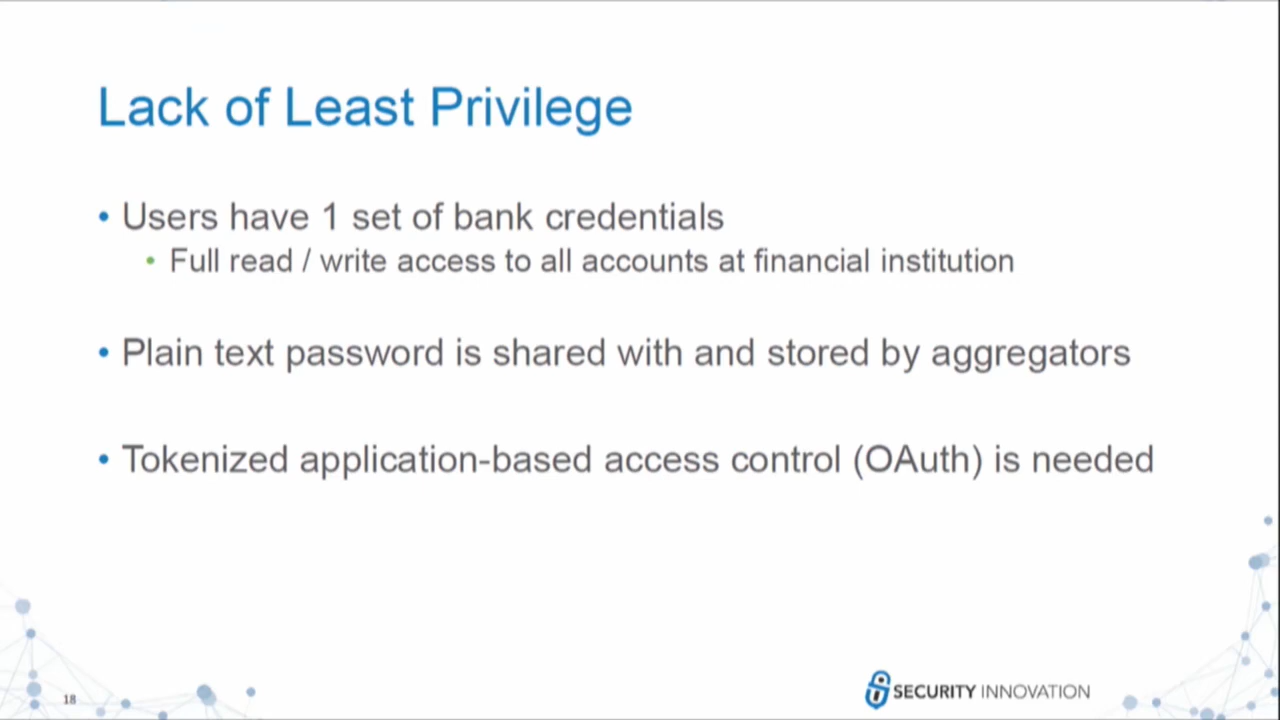 Lack of Least Privilege
• Users have 1 set of bank credentials
• Full read / write access to all accounts at financial institution
• Plain text password is shared with and stored by aggregators
• Tokenized application-based access control (OAuth) is needed
18
SECURITY INNOVATION